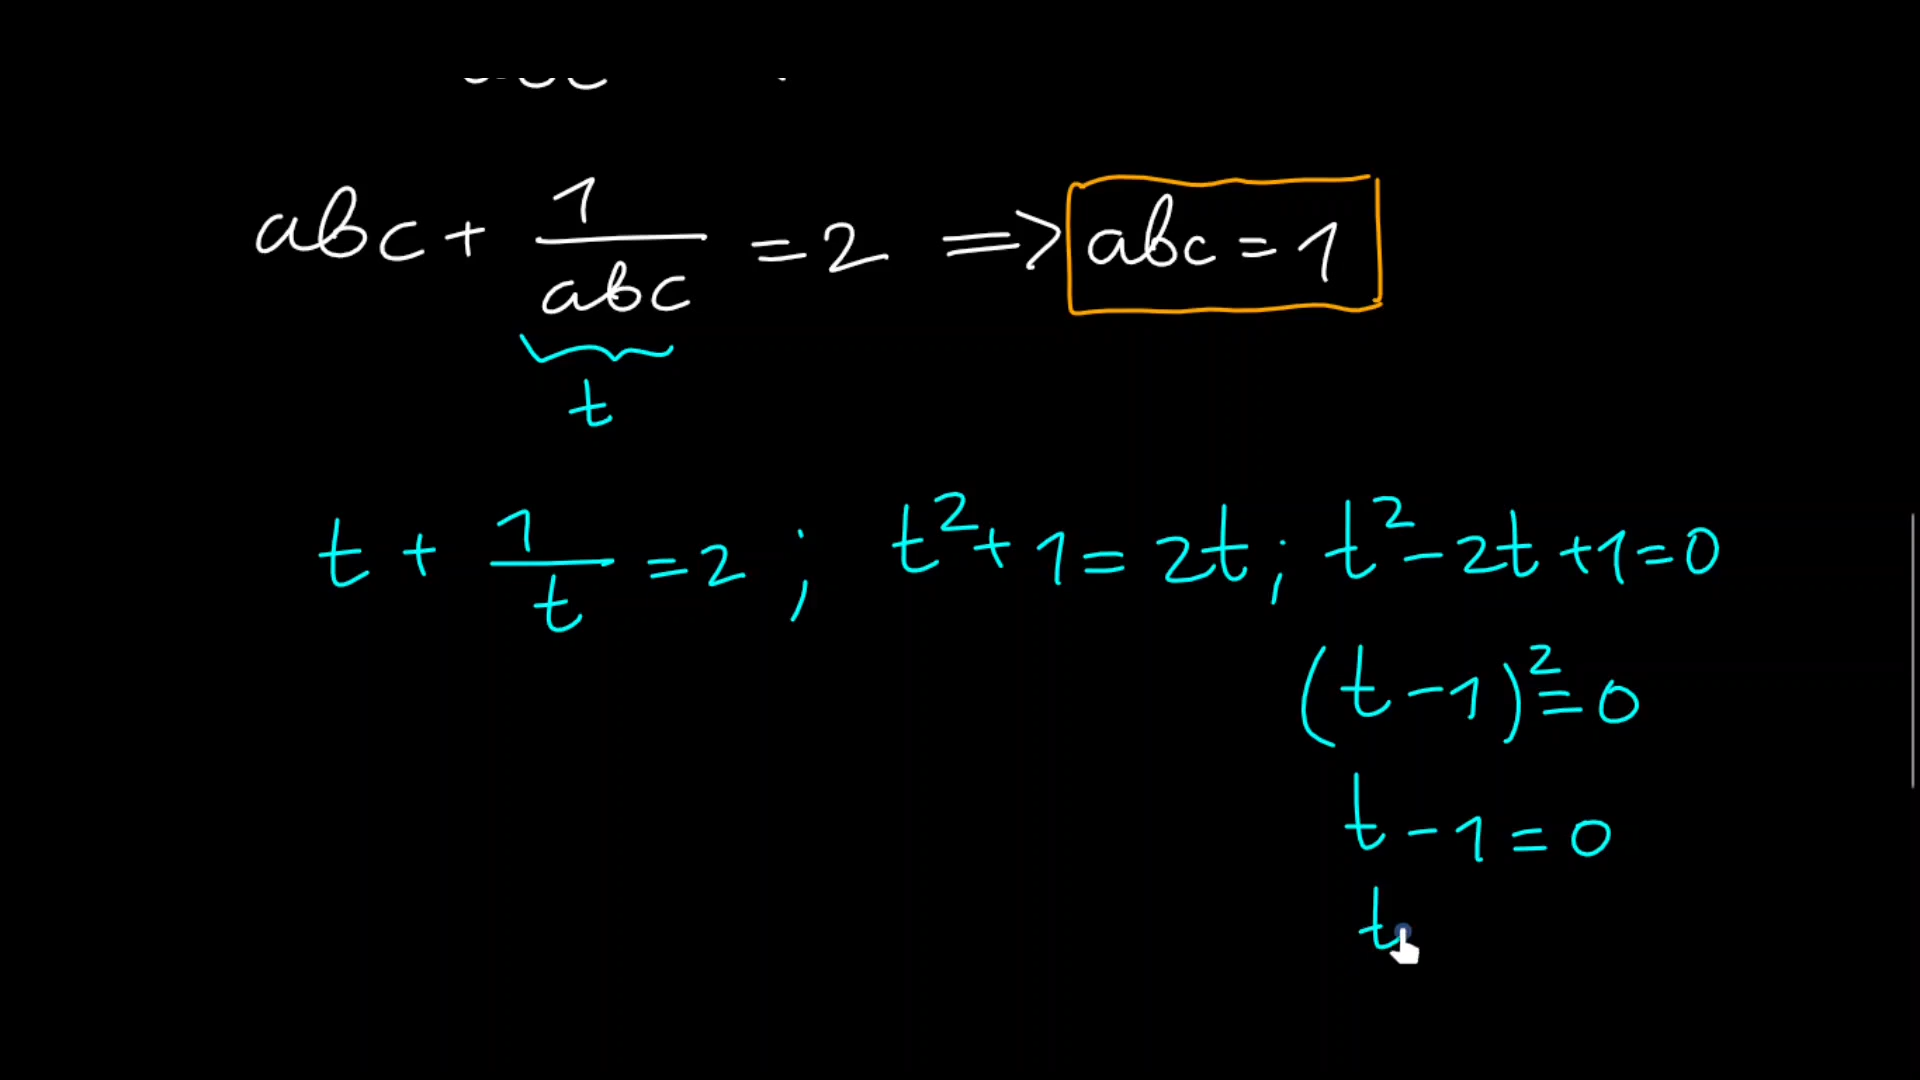 abc + 1/abc = 2 => abc = 1
t
t + 1/t = 2 ; t² + 1 = 2t ; t² - 2t + 1 = 0
(t - 1)² = 0
t - 1 = 0
t